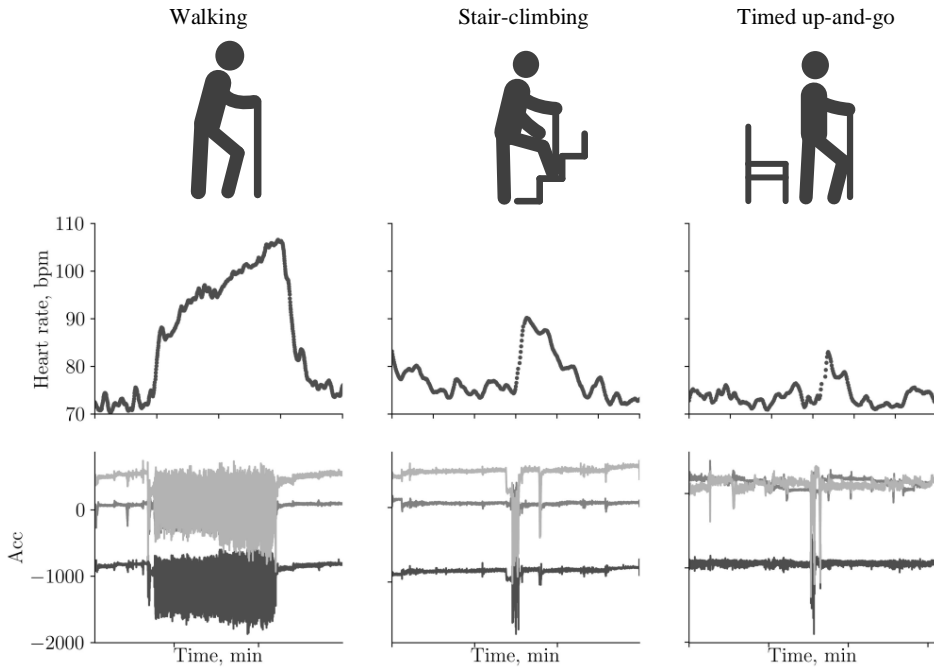 Walking
Stair-climbing
Timed up-and-go
Heart rate, bpm
110
100
90
80
70
Acc
0
−1000
−2000
Time, min
Time, min
Time, min